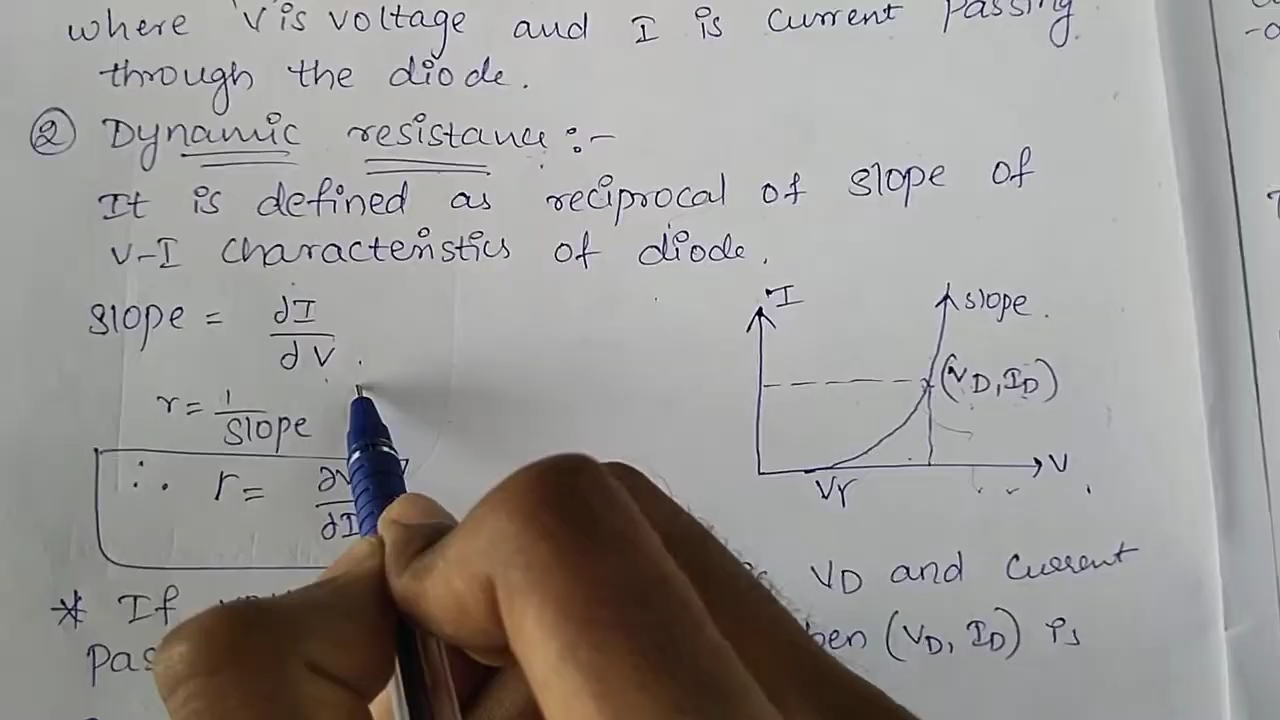 where V is voltage and I is current passing
through the diode.
② Dynamic resistance :-
It is defined as reciprocal of slope of
V-I characteristics of diode.
slope = ∂I
∂V
r = 1
slope
∴ r = ∂V
∂I
I
slope
(VD, ID)
Vr
V
* If
VD and current
pas
(VD, ID) is